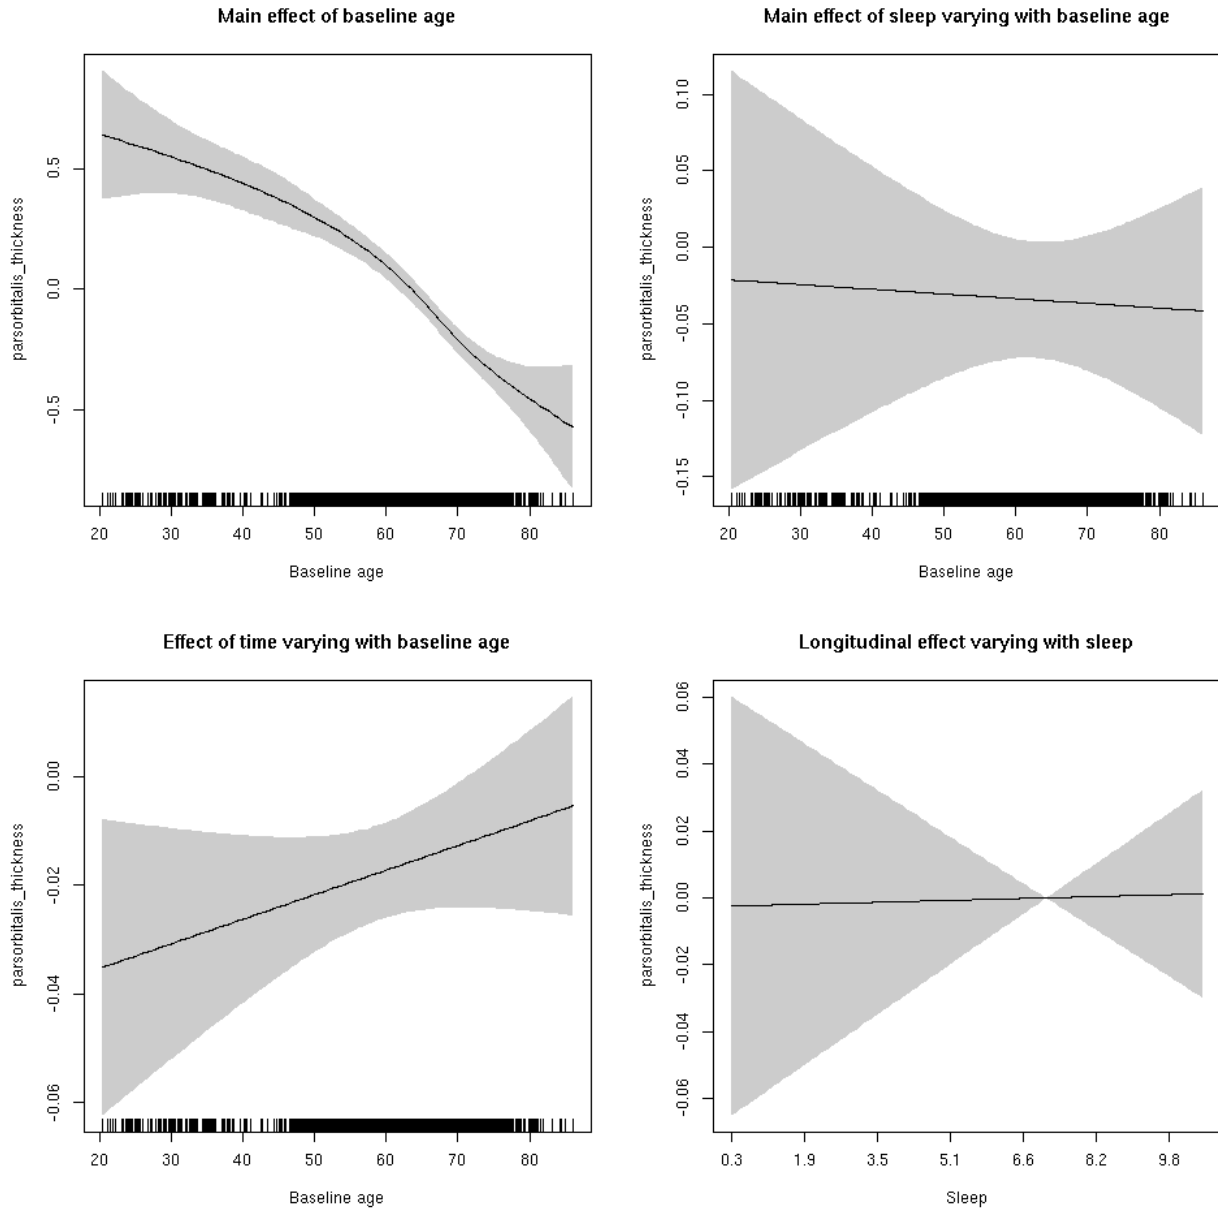 Main effect of baseline age
parsorbitalis_thickness
0.5
0.0
-0.5
20 30 40 50 60 70 80
Baseline age
Main effect of sleep varying with baseline age
parsorbitalis_thickness
0.10
0.05
0.00
-0.05
-0.10
-0.15
20 30 40 50 60 70 80
Baseline age
Effect of time varying with baseline age
parsorbitalis_thickness
0.00
-0.02
-0.04
-0.06
20 30 40 50 60 70 80
Baseline age
Longitudinal effect varying with sleep
parsorbitalis_thickness
0.06
0.04
0.02
0.00
-0.02
-0.04
-0.06
0.3 1.9 3.5 5.1 6.6 8.2 9.8
Sleep